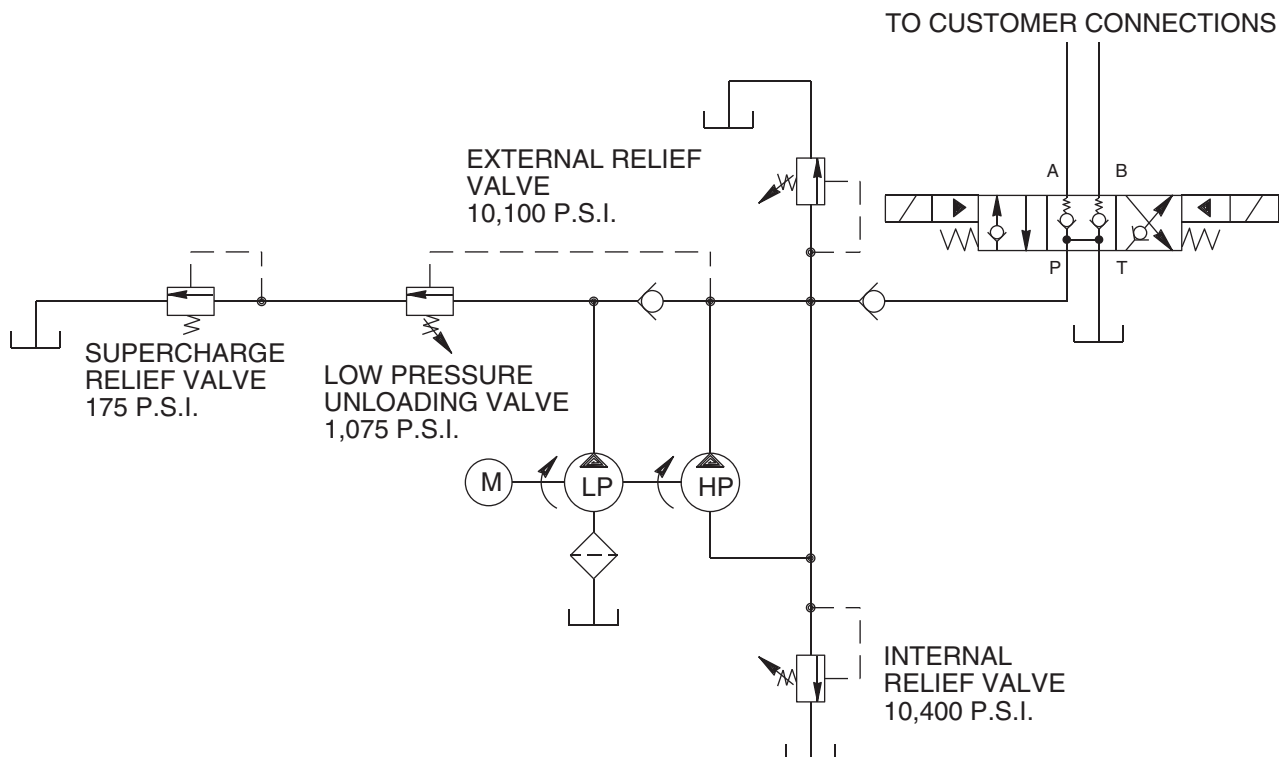 TO CUSTOMER CONNECTIONS
EXTERNAL RELIEF
VALVE
10,100 P.S.I.
A B
P T
SUPERCHARGE
RELIEF VALVE
175 P.S.I.
LOW PRESSURE
UNLOADING VALVE
1,075 P.S.I.
M LP HP
INTERNAL
RELIEF VALVE
10,400 P.S.I.